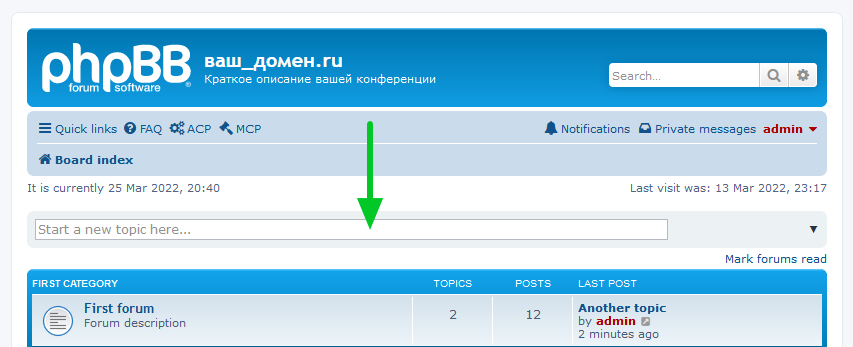 phpBB®
forum software
ваш_домен.ru
Краткое описание вашей конференции
Search...
Quick links FAQ ACP MCP Notifications Private messages admin
Board index
It is currently 25 Mar 2022, 20:40 Last visit was: 13 Mar 2022, 23:17
Start a new topic here...
Mark forums read
FIRST CATEGORY TOPICS POSTS LAST POST
First forum 2 12 Another topic
Forum description by admin
2 minutes ago